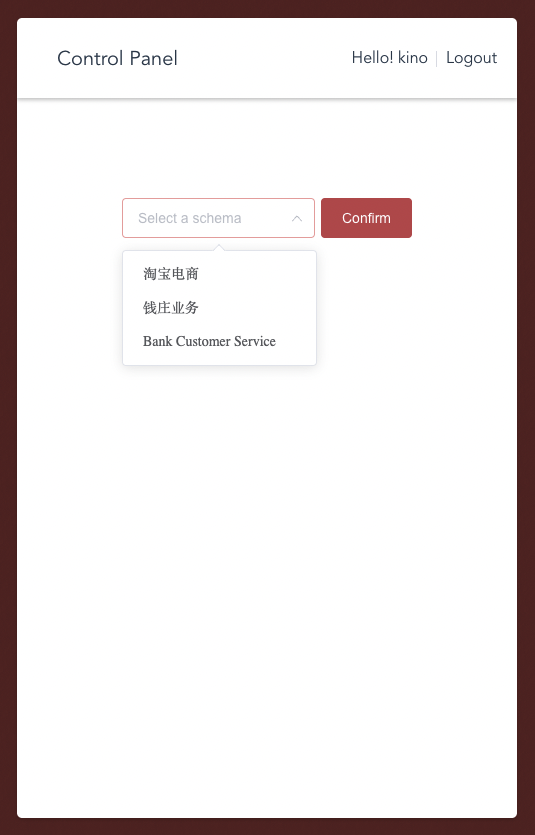 Control Panel
Hello! kino | Logout
Select a schema
Confirm
淘宝电商
钱庄业务
Bank Customer Service